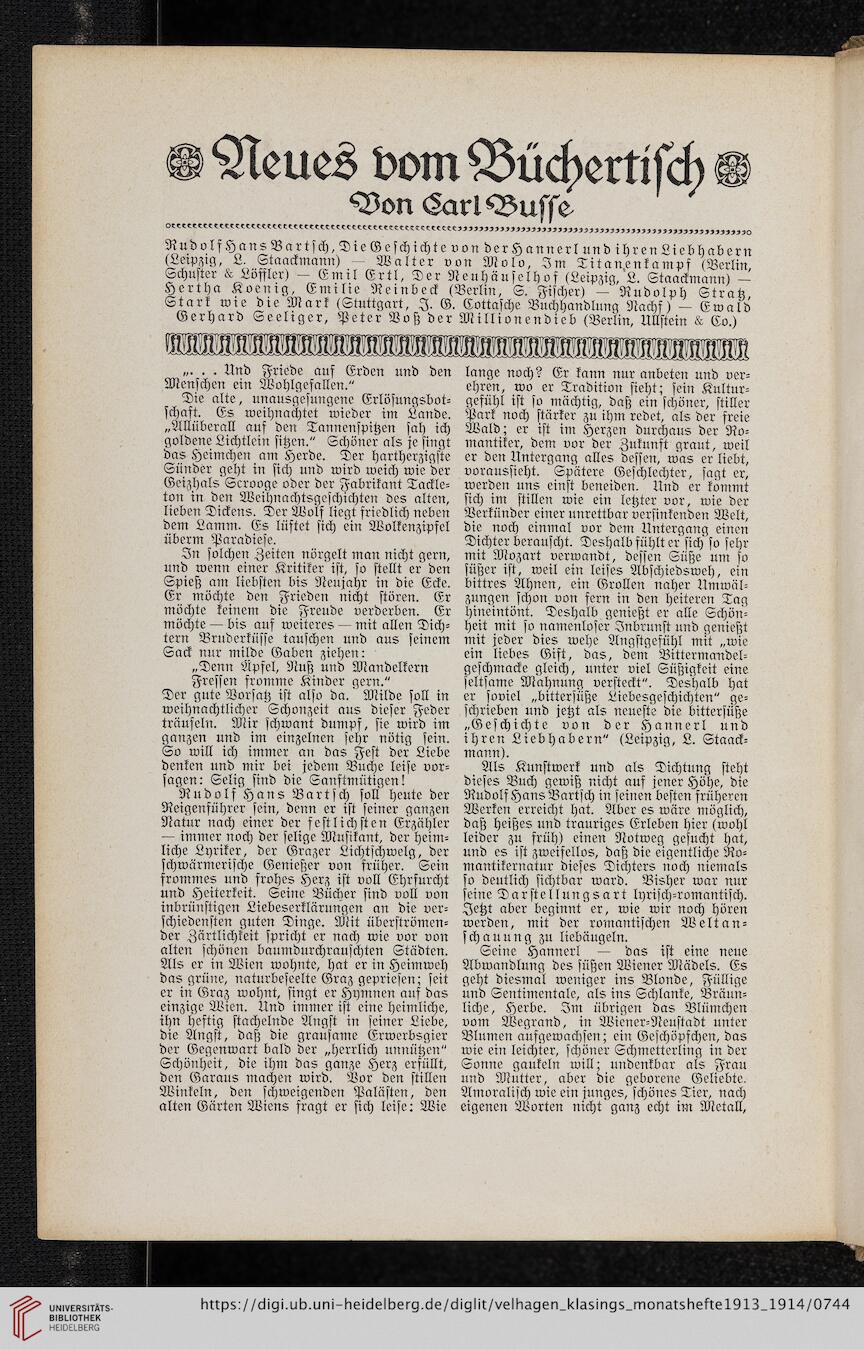 Neues vom Büchertisch
Von Carl Busse
Rudolf Hans Bartsch, Die Geschichte von der Hannerl und ihren Liebhabern
(Leipzig, L. Staackmann) — Walter von Molo, Im Titanenkampf (Berlin,
Schuster & Löffler) — Emil Ertl, Der Neuhäuselhof (Leipzig, L. Staackmann) —
Hertha Koenig, Emilie Reinbeck (Berlin, S. Fischer) — Rudolph Stratz,
Stark wie die Mark (Stuttgart, J. G. Cottasche Buchhandlung Nachf) — Ewald
Gerhard Seeliger, Peter Voß der Millionendieb (Berlin, Ullstein & Co.)
„. . . Und Friede auf Erden und den
Menschen ein Wohlgefallen.“
Die alte, unausgesungene Erlösungsbot-
schaft. Es weihnachtet wieder im Lande.
„Allüberall auf den Tannenspitzen sah ich
goldene Lichtlein sitzen.“ Schöner als je singt
das Heimchen am Herde. Der hartherzigste
Sünder geht in sich und wird weich wie der
Geizhals Scrooge oder der Fabrikant Tackle-
ton in den Weihnachtsgeschichten des alten,
lieben Dickens. Der Wolf liegt friedlich neben
dem Lamm. Es lüftet sich ein Wolkenzipfel
überm Paradiese.
In solchen Zeiten nörgelt man nicht gern,
und wenn einer Kritiker ist, so stellt er den
Spieß am liebsten bis Neujahr in die Ecke.
Er möchte den Frieden nicht stören. Er
möchte keinem die Freude verderben. Er
möchte — bis auf weiteres — mit allen Dich-
tern Bruderküsse tauschen und aus seinem
Sack nur milde Gaben ziehen:
„Denn Äpfel, Nuß und Mandelkern
Fressen fromme Kinder gern.“
Der gute Vorsatz ist also da. Milde soll in
weihnachtlicher Schonzeit aus dieser Feder
träufeln. Mir schwant dumpf, sie wird im
ganzen und im einzelnen sehr nötig sein.
So will ich immer an das Fest der Liebe
denken und mir bei jedem Buche leise vor-
sagen: Selig sind die Sanftmütigen!
Rudolf Hans Bartsch soll heute der
Reigenführer sein, denn er ist seiner ganzen
Natur nach einer der festlichsten Erzähler
— immer noch der selige Musikant, der heim-
liche Lyriker, der Grazer Lichtschwelg, der
schwärmerische Genießer von früher. Sein
frommes und frohes Herz ist voll Ehrfurcht
und Heiterkeit. Seine Bücher sind voll von
inbrünstigen Liebeserklärungen an die ver-
schiedensten guten Dinge. Mit überströmen-
der Zärtlichkeit spricht er nach wie vor von
alten schönen baumdurchrauschten Städten.
Als er in Wien wohnte, hat er in Heimweh
das grüne, naturbeseelte Graz gepriesen; seit
er in Graz wohnt, singt er Hymnen auf das
einzige Wien. Und immer ist eine heimliche,
ihn heftig stachelnde Angst in seiner Liebe,
die Angst, daß die grausame Erwerbsgier
der Gegenwart bald der „herrlich unnützen“
Schönheit, die ihm das ganze Herz erfüllt,
den Garaus machen wird. Vor den stillen
Winkeln, den schweigenden Palästen, den
alten Gärten Wiens fragt er sich leise: Wie
lange noch? Er kann nur anbeten und ver-
ehren, wo er Tradition sieht; sein Kultur-
gefühl ist so mächtig, daß ein schöner, stiller
Park noch stärker zu ihm redet, als der freie
Wald; er ist im Herzen durchaus der Ro-
mantiker, dem vor der Zukunft graut, weil
er den Untergang alles dessen, was er liebt,
voraussieht. Spätere Geschlechter, sagt er,
werden uns einst beneiden. Und er kommt
sich im stillen wie ein letzter vor, wie der
Verkünder einer unrettbar versinkenden Welt,
die noch einmal vor dem Untergang einen
Dichter berauscht. Deshalb fühlt er sich so sehr
mit Mozart verwandt, dessen Süße um so
süßer ist, weil ein leises Abschiedsweh, ein
bittres Ahnen, ein Grollen naher Umwäl-
zungen schon von fern in den heiteren Tag
hineintönt. Deshalb genießt er alle Schön-
heit mit so namenloser Inbrunst und genießt
mit jeder dies wehe Angstgefühl mit „wie
ein liebes Gift, das, dem Bittermandel-
geschmacke gleich, unter viel Süßigkeit eine
seltsame Mahnung versteckt“. Deshalb hat
er soviel „bittersüße Liebesgeschichten“ ge-
schrieben und jetzt als neueste die bittersüße
„Geschichte von der Hannerl und
ihren Liebhabern“ (Leipzig, L. Staack-
mann).
Als Kunstwerk und als Dichtung steht
dieses Buch gewiß nicht auf jener Höhe, die
Rudolf Hans Bartsch in seinen besten früheren
Werken erreicht hat. Aber es wäre möglich,
daß heißes und trauriges Erleben hier (wohl
leider zu früh) einen Notweg gesucht hat,
und es ist zweifellos, daß die eigentliche Ro-
mantikernatur dieses Dichters noch niemals
so deutlich sichtbar ward. Bisher war nur
seine Darstellungsart lyrisch-romantisch.
Jetzt aber beginnt er, wie wir noch hören
werden, mit der romantischen Weltan-
schauung zu liebäugeln.
Seine Hannerl — das ist eine neue
Abwandlung des süßen Wiener Mädels. Es
geht diesmal weniger ins Blonde, Füllige
und Sentimentale, als ins Schlanke, Bräun-
liche, Herbe. Im übrigen das Blümchen
vom Wegrand, in Wiener-Neustadt unter
Blumen aufgewachsen; ein Geschöpfchen, das
wie ein leichter, schöner Schmetterling in der
Sonne gaukeln will; undenkbar als Frau
und Mutter, aber die geborene Geliebte.
Amoralisch wie ein junges, schönes Tier, nach
eigenen Worten nicht ganz echt im Metall,
UNIVERSITÄTS-
BIBLIOTHEK
HEIDELBERG
https://digi.ub.uni-heidelberg.de/diglit/velhagen_klasings_monatshefte1913_1914/0744